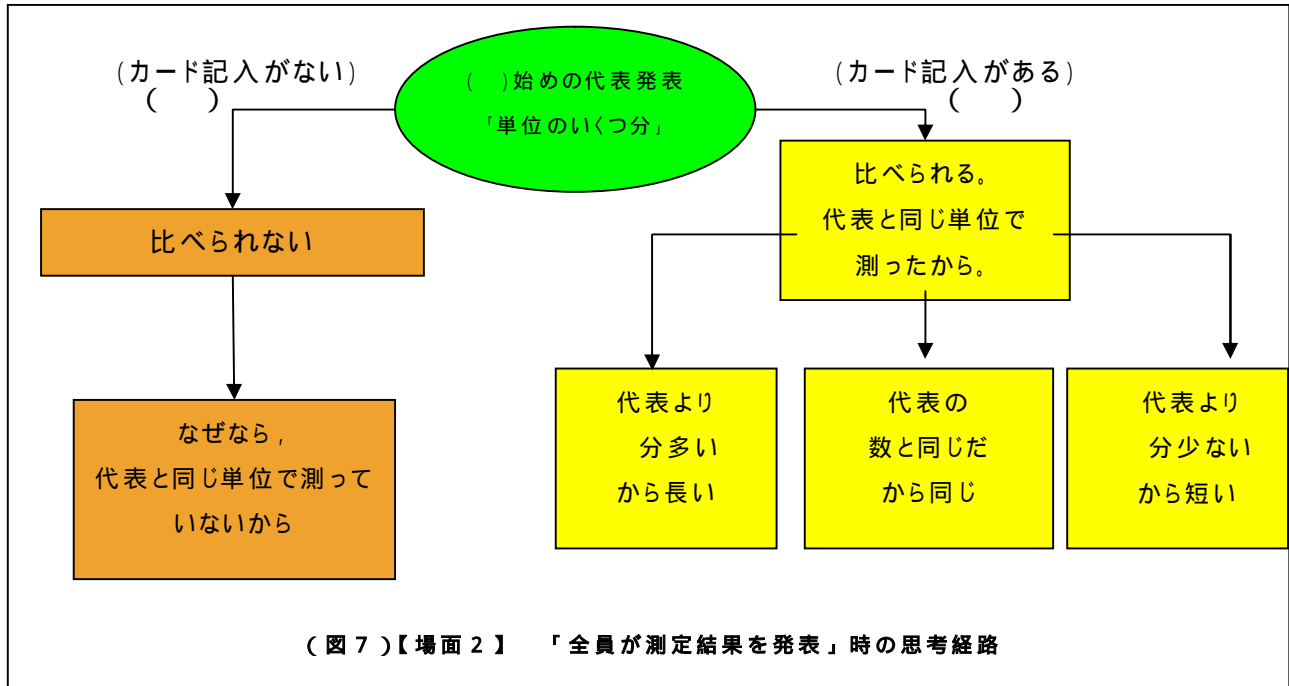 (カード記入がない)
(　　)
(　)始めの代表発表
「単位のいくつ分」
(カード記入がある)
(　　)
比べられない
なぜなら,
代表と同じ単位で測って
いないから
比べられる。
代表と同じ単位で
測ったから。
代表より
分多い
から長い
代表の
数と同じだ
から同じ
代表より
分少ない
から短い
(図7)【場面2】　「全員が測定結果を発表」時の思考経路